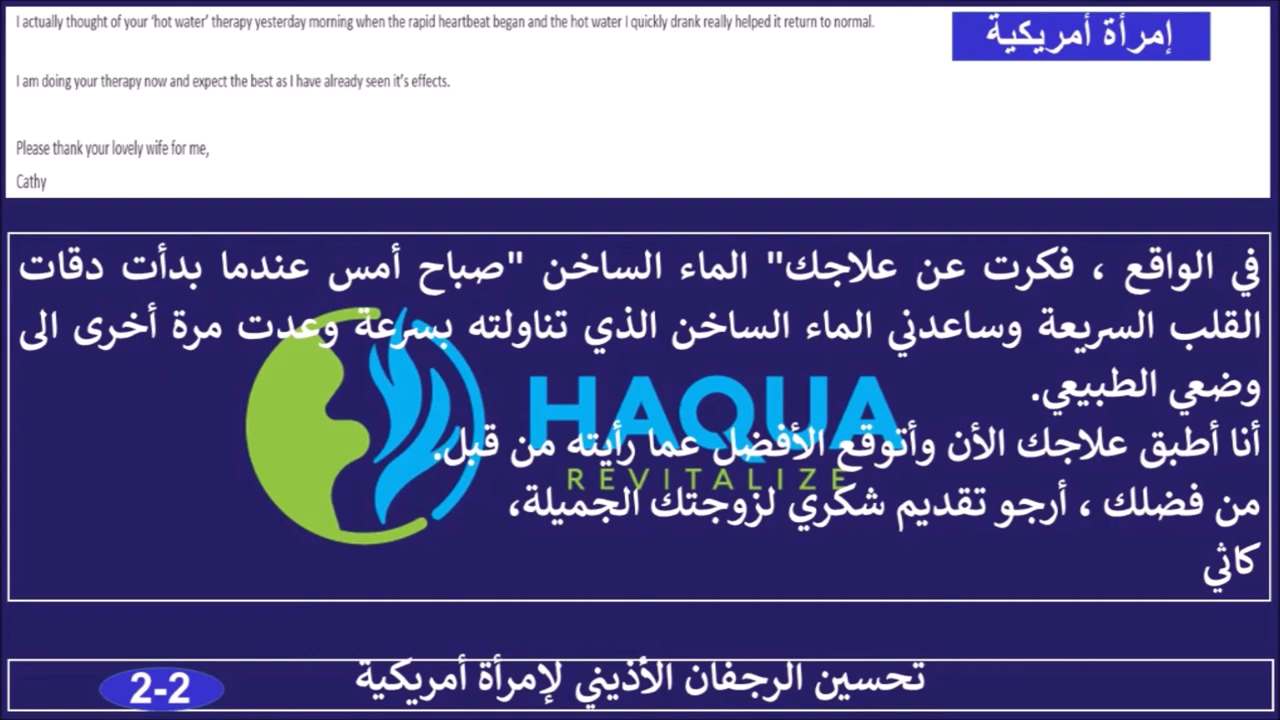 I actually thought of your ‘hot water’ therapy yesterday morning when the rapid heartbeat began and the hot water I quickly drank really helped it return to normal.
إمرأة أمريكية
I am doing your therapy now and expect the best as I have already seen it’s effects.
Please thank your lovely wife for me,
Cathy
في الواقع ، فكرت عن علاجك" الماء الساخن "صباح أمس عندما بدأت دقات
القلب السريعة وساعدني الماء الساخن الذي تناولته بسرعة وعدت مرة أخرى الى
وضعي الطبيعي.
أنا أطبق علاجك الأن وأتوقع الأفضل عما رأيته من قبل.
من فضلك ، أرجو تقديم شكري لزوجتك الجميلة،
كاثي
HAQUA
REVITALIZE
تحسين الرجفان الأذيني لإمرأة أمريكية
2-2